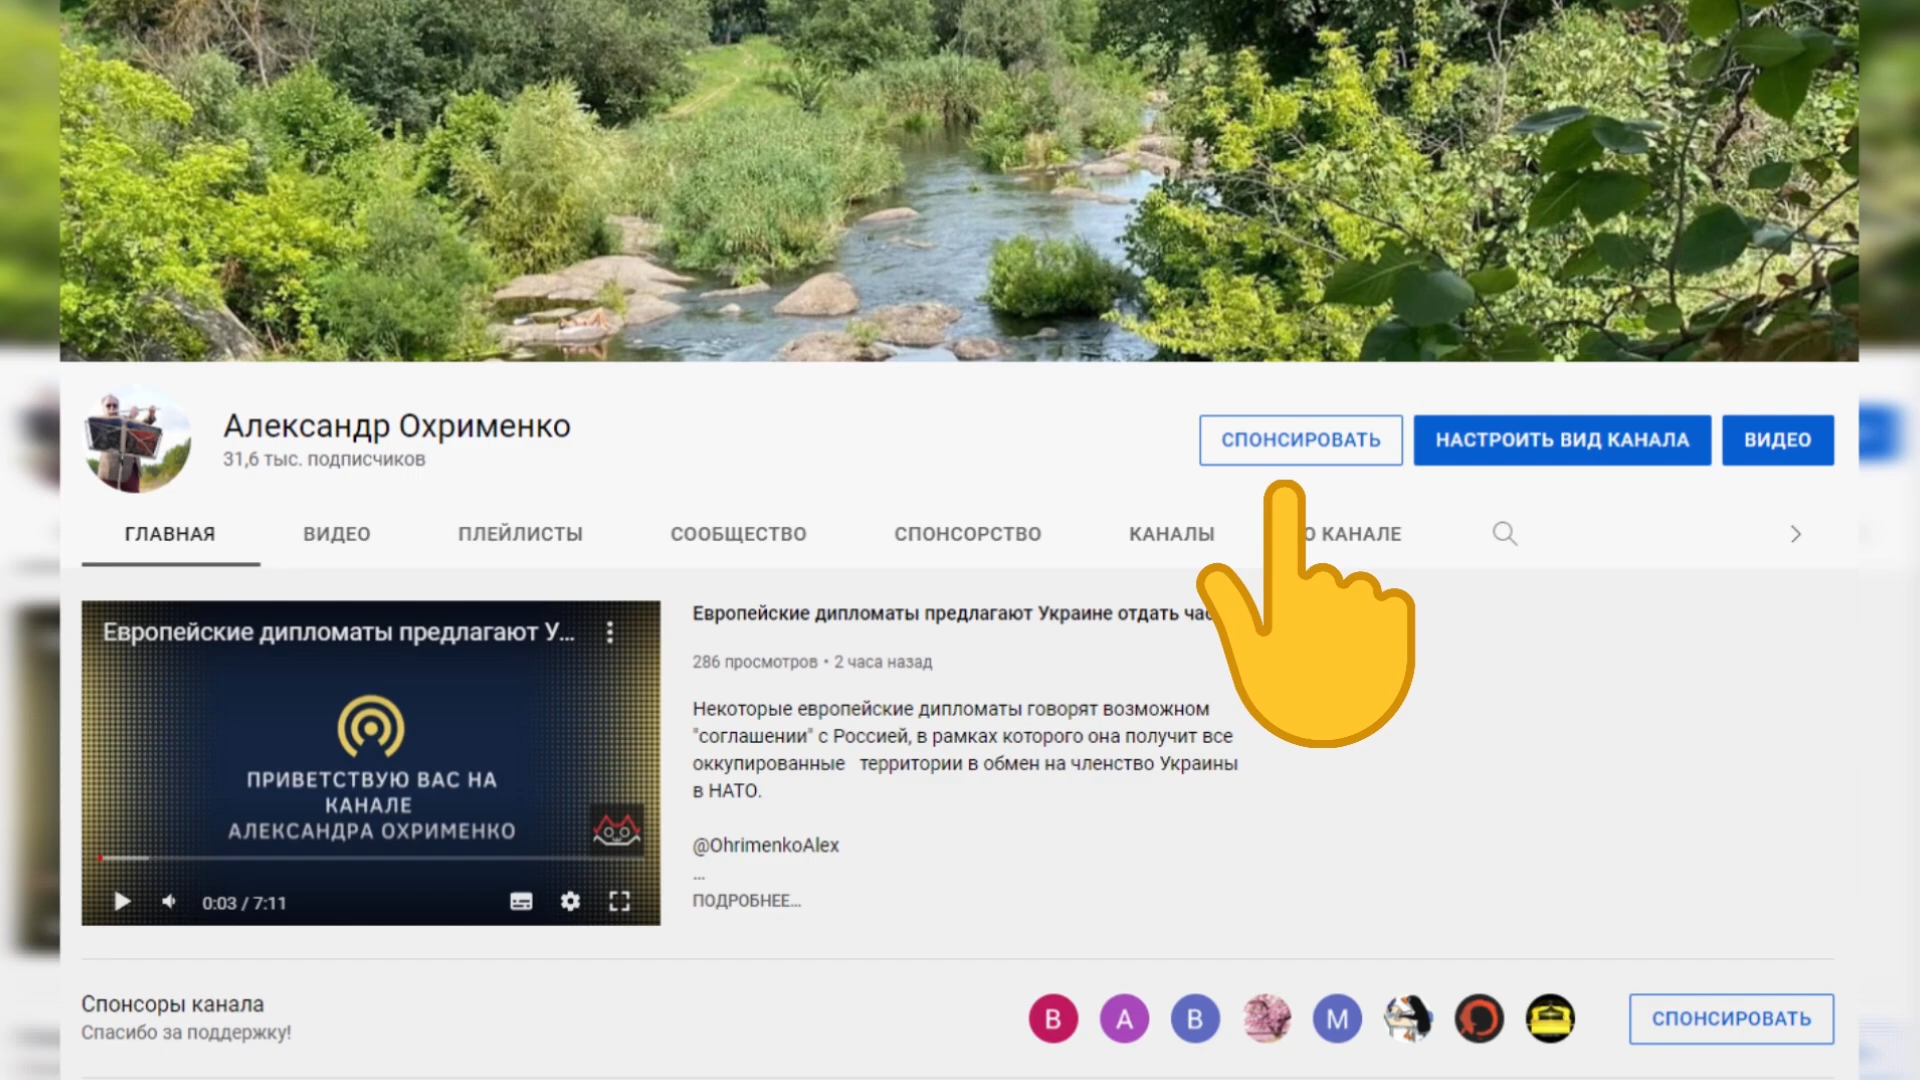 Александр Охрименко
31,6 тыс. подписчиков
СПОНСИРОВАТЬ
НАСТРОИТЬ ВИД КАНАЛА
ВИДЕО
ГЛАВНАЯ
ВИДЕО
ПЛЕЙЛИСТЫ
СООБЩЕСТВО
СПОНСОРСТВО
КАНАЛЫ
О КАНАЛЕ
Европейские дипломаты предлагают У...
ПРИВЕТСТВУЮ ВАС НА
КАНАЛЕ
АЛЕКСАНДРА ОХРИМЕНКО
0:03 / 7:11
Европейские дипломаты предлагают Украине отдать
286 просмотров • 2 часа назад
Некоторые европейские дипломаты говорят возможном
"соглашении" с Россией, в рамках которого она получит все
оккупированные территории в обмен на членство Украины
в НАТО.
@OhrimenkoAlex
...
ПОДРОБНЕЕ...
Спонсоры канала
Спасибо за поддержку!
В А В М
СПОНСИРОВАТЬ